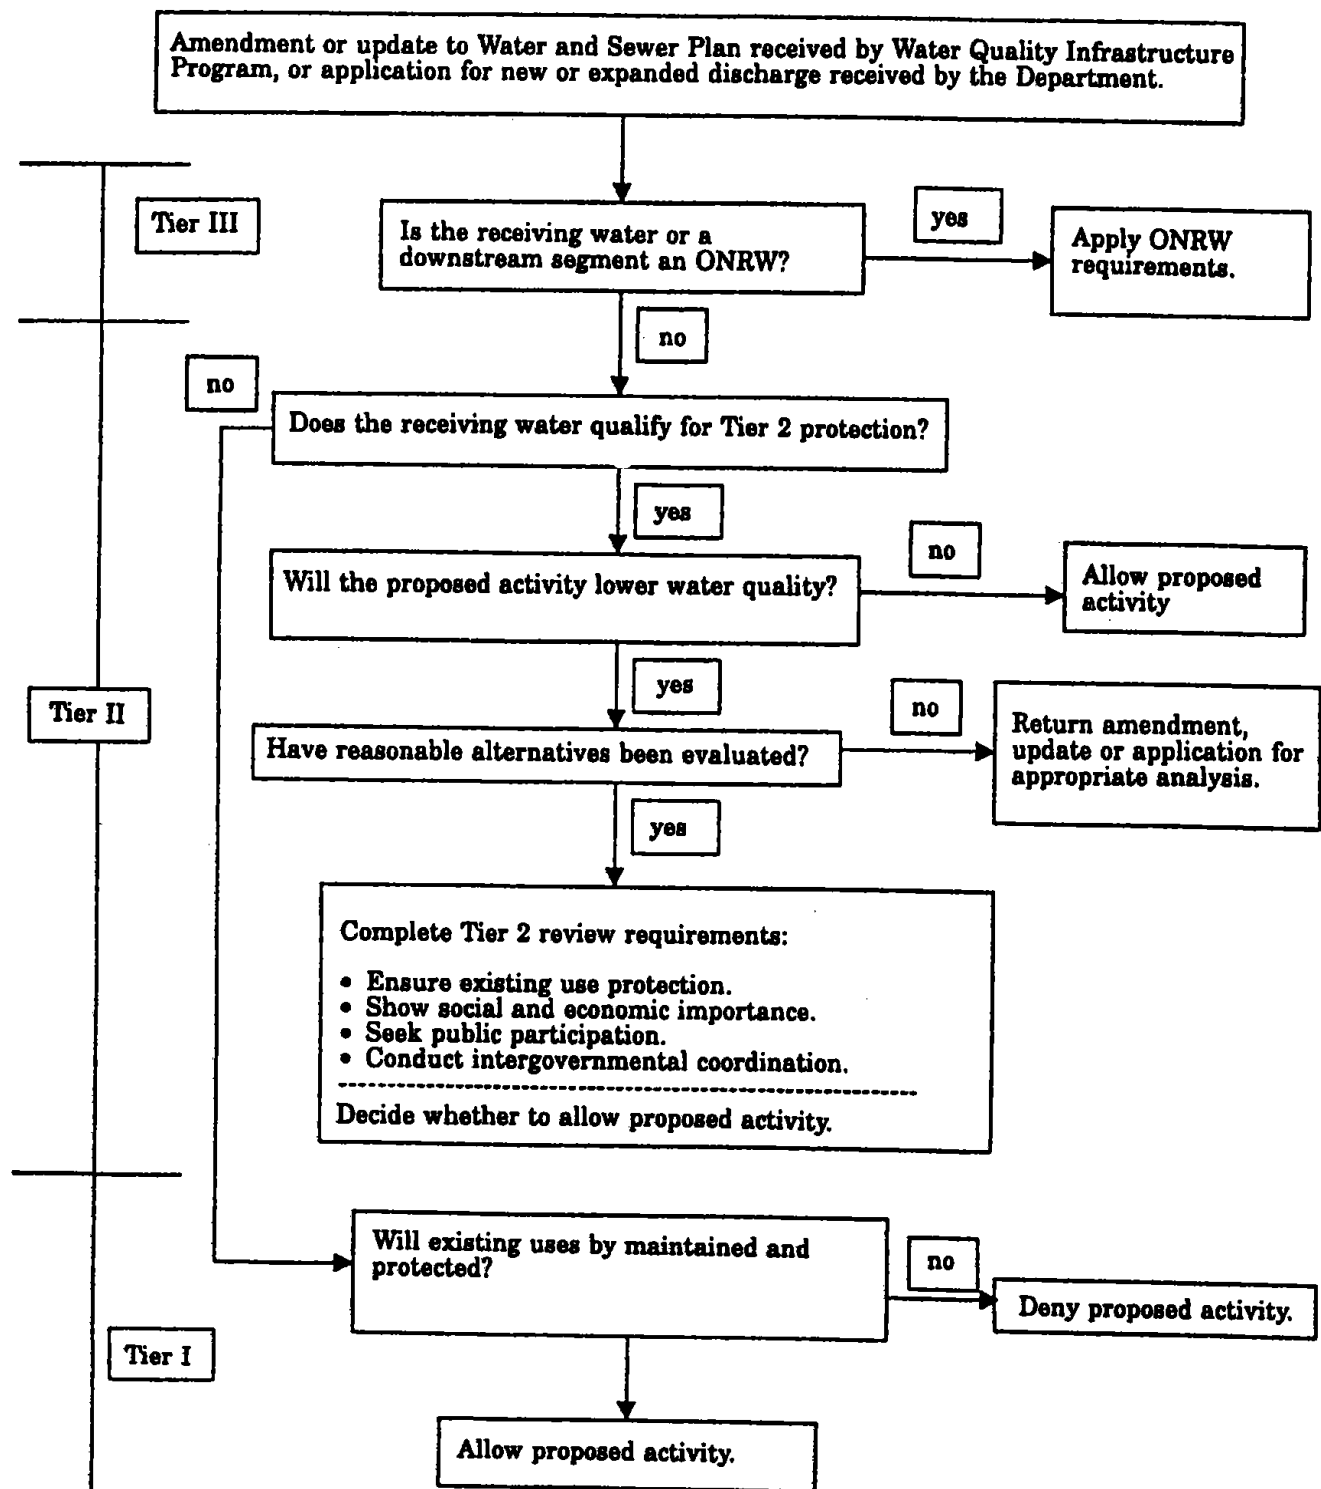 Amendment or update to Water and Sewer Plan received by Water Quality Infrastructure
Program, or application for new or expanded discharge received by the Department.
Tier III
Is the receiving water or a
downstream segment an ONRW?
yes
Apply ONRW
requirements.
no
no
Does the receiving water qualify for Tier 2 protection?
yes
Will the proposed activity lower water quality?
no
Allow proposed
activity
yes
Tier II
Have reasonable alternatives been evaluated?
no
Return amendment,
update or application for
appropriate analysis.
yes
Complete Tier 2 review requirements:
• Ensure existing use protection.
• Show social and economic importance.
• Seek public participation.
• Conduct intergovernmental coordination.
Decide whether to allow proposed activity.
Will existing uses by maintained and
protected?
no
Deny proposed activity.
Tier I
Allow proposed activity.